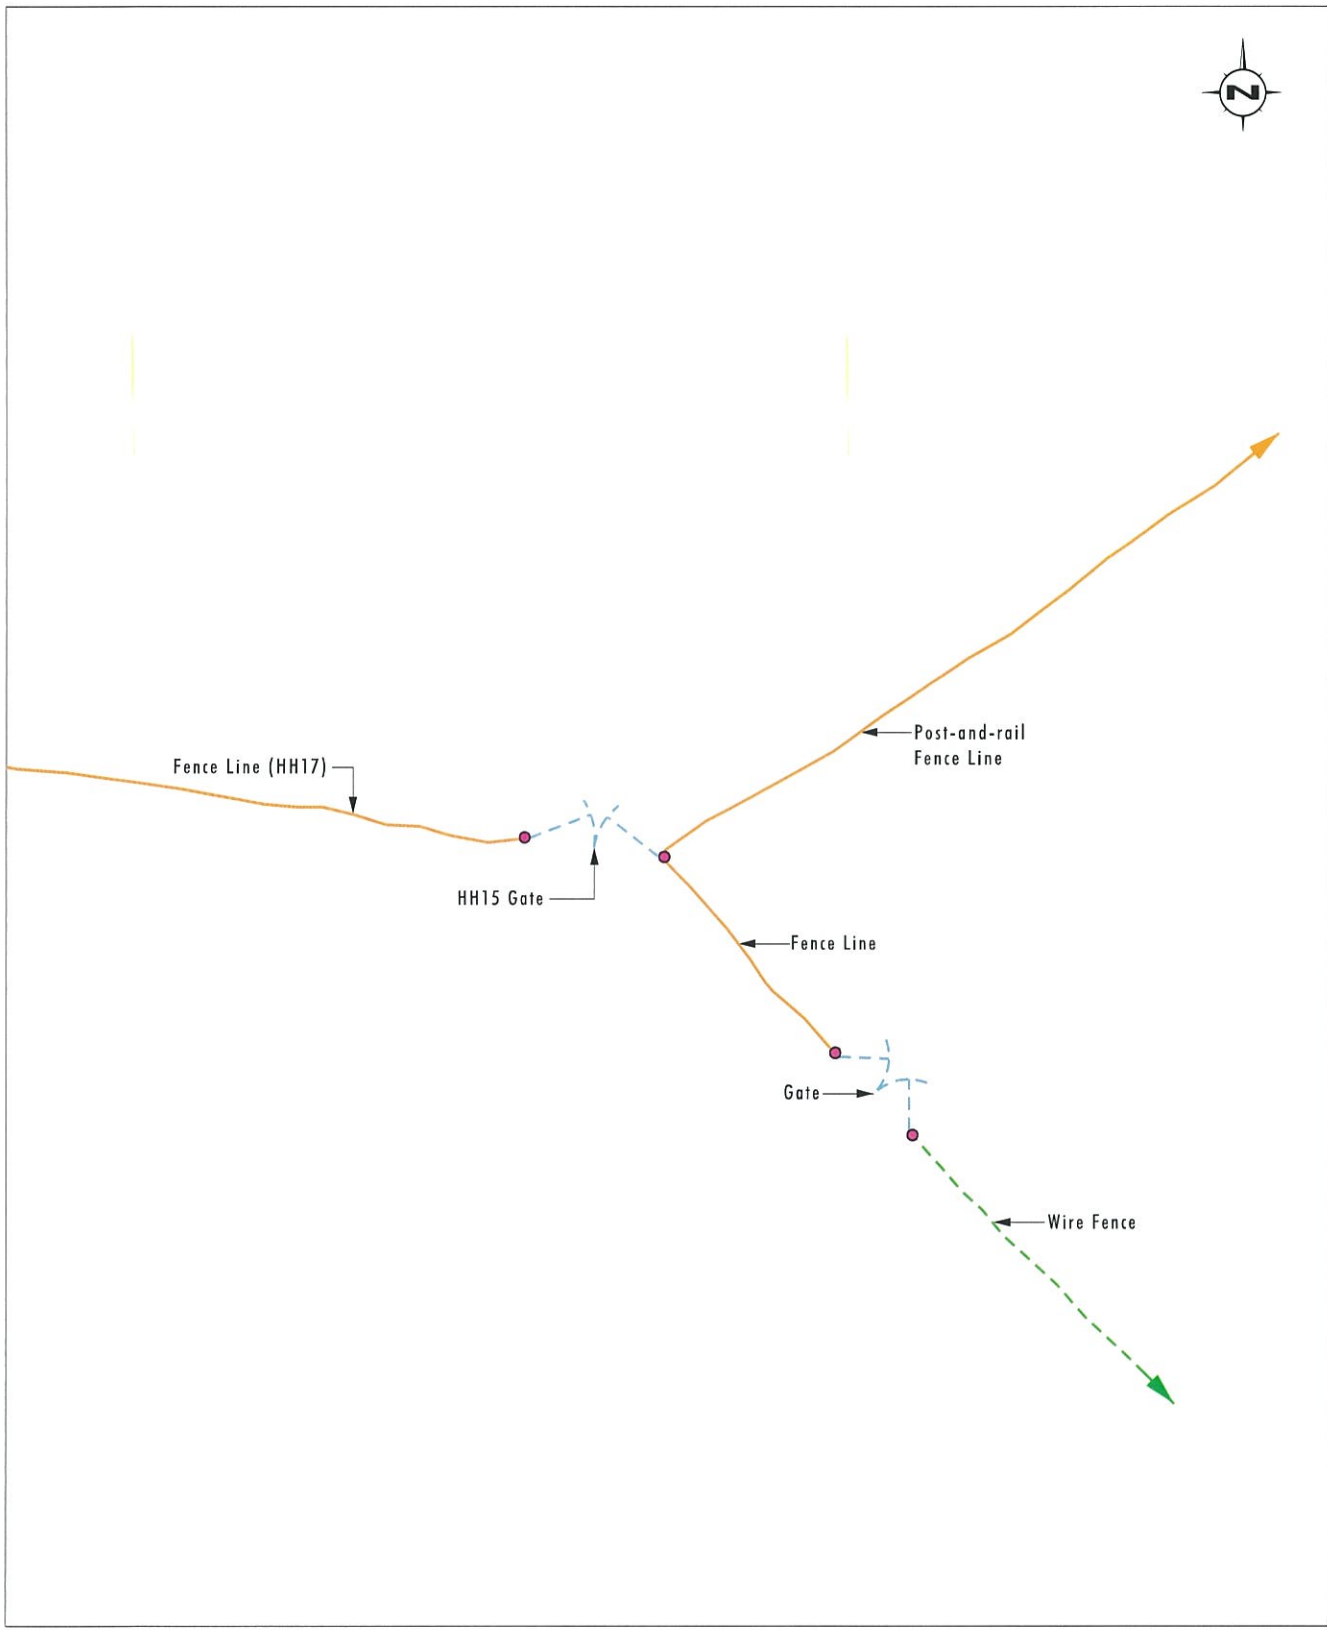 N
Post-and-rail
Fence Line
Fence Line (HH17)
HH15 Gate
Fence Line
Gate
Wire Fence